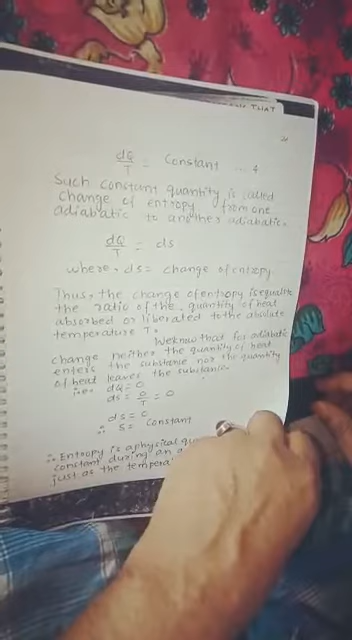 THAT
dQ/T = Constant ... 4
Such constant quantity is called
change of entropy from one
adiabatic to another adiabatic.
dQ/T = ds
where, ds = change of entropy
Thus, the change of entropy is equal to
the ratio of the quantity of heat
absorbed or liberated to the absolute
temperature T.
We know that for adiabatic
change neither the quantity of heat
enters the substance nor the quantity
of heat leaves the substance.
i.e. dQ = 0
ds = 0/T = 0
ds = 0
∴ S = Constant
∴ Entropy is a physical
constant during an
just as the